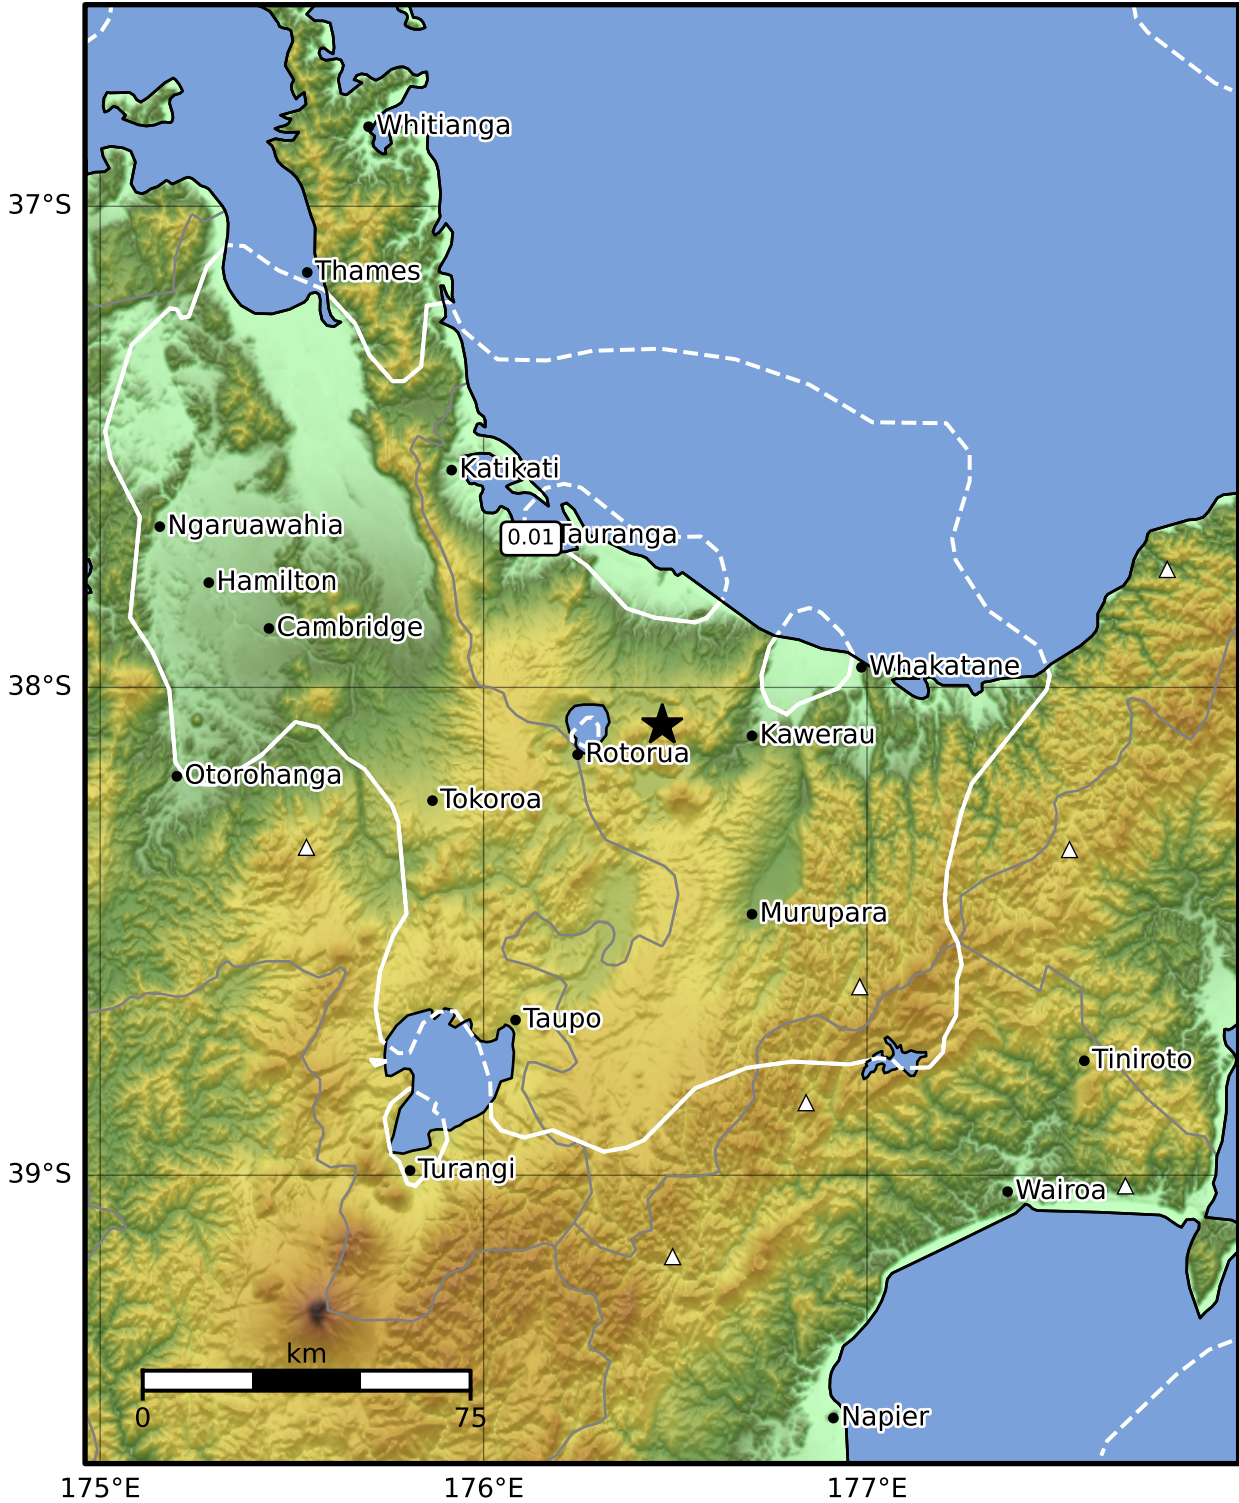 Whitianga
37°S
Thames
Katikati
Ngaruawahia
0.01
Tauranga
Hamilton
Cambridge
Whakatane
38°S
Kawerau
Rotorua
Otorohanga
Tokoroa
Murupara
Taupo
Tiniroto
39°S
Turangi
Wairoa
km
0
75
Napier
175°E
176°E
177°E